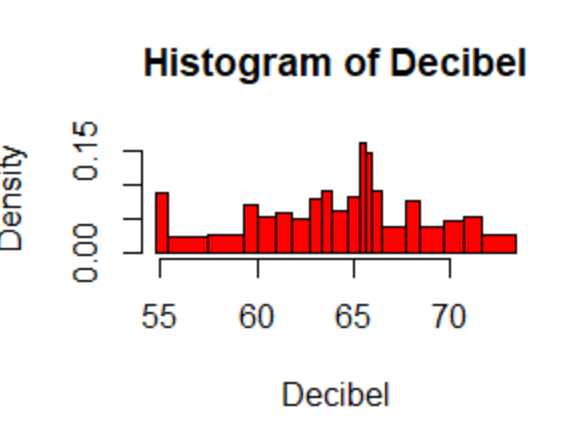 Histogram of Decibel
Density
0.15
0.00
55 60 65 70
Decibel